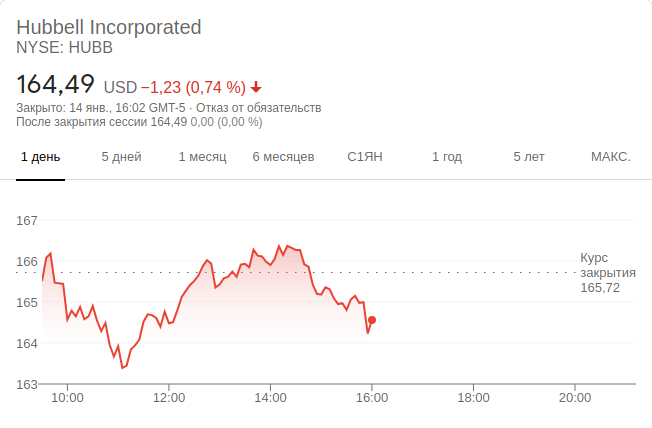 Hubbell Incorporated
NYSE: HUBB
164,49 USD −1,23 (0,74 %)
Закрыто: 14 янв., 16:02 GMT-5 · Отказ от обязательств
После закрытия сессии 164,49 0,00 (0,00 %)
1 день 5 дней 1 месяц 6 месяцев С1ЯН 1 год 5 лет МАКС.
167
166
165
164
163
Курс
закрытия
165,72
10:00 12:00 14:00 16:00 18:00 20:00